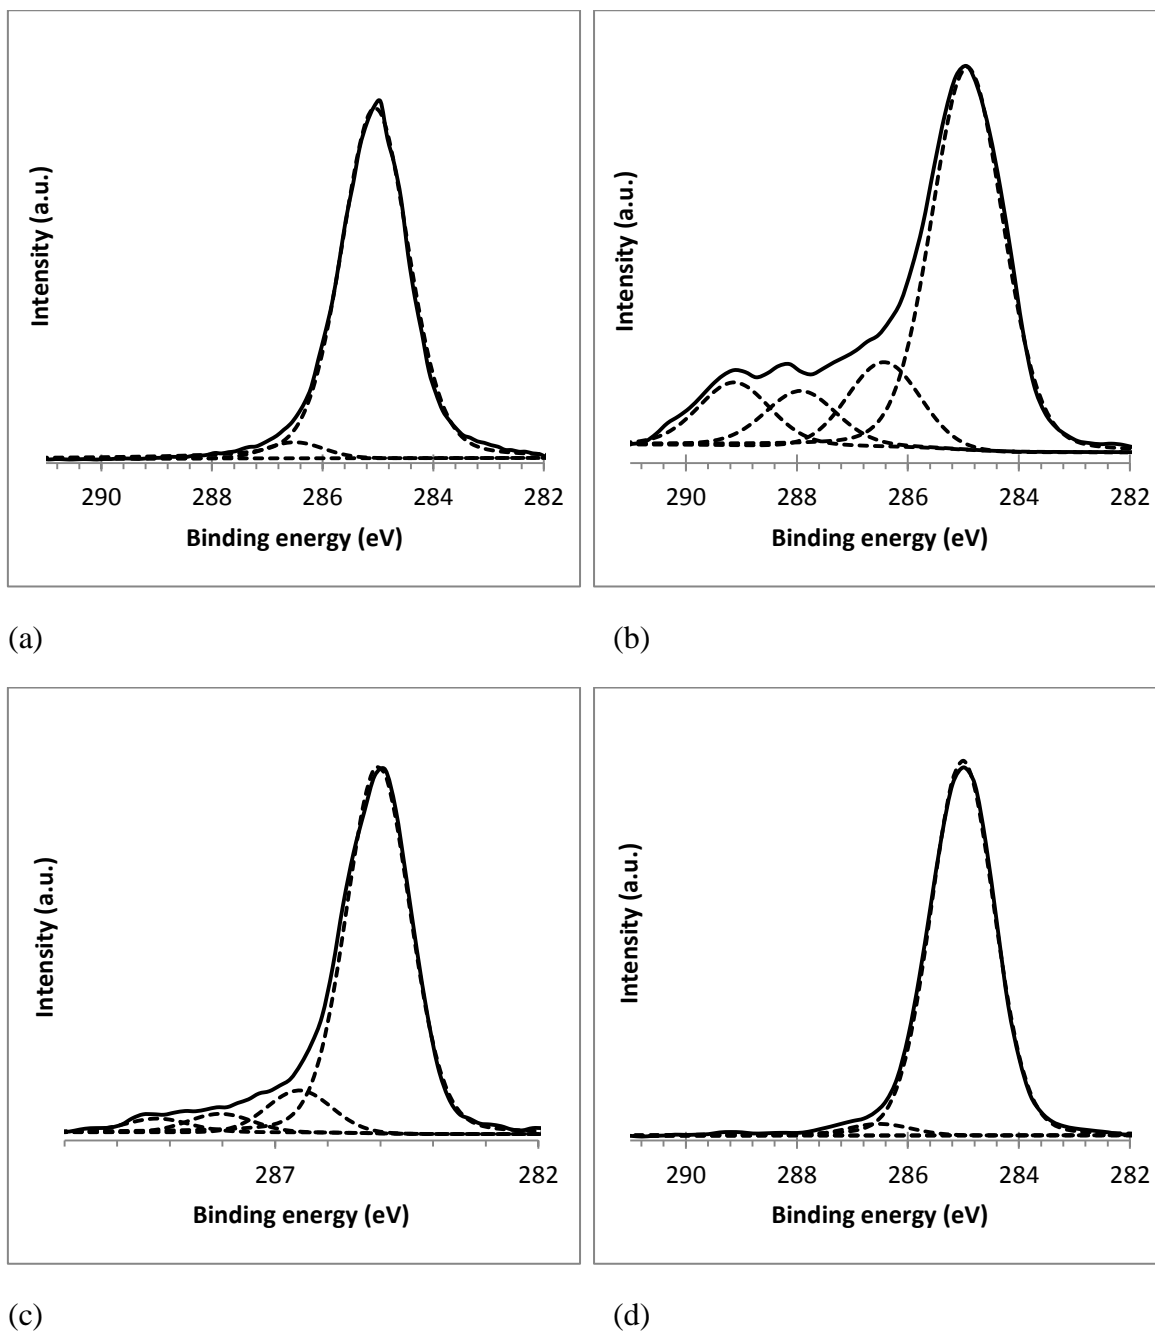 Intensity (a.u.)
290 288 286 284 282
Binding energy (eV)
(a)
Intensity (a.u.)
290 288 286 284 282
Binding energy (eV)
(b)
Intensity (a.u.)
287 282
Binding energy (eV)
(c)
Intensity (a.u.)
290 288 286 284 282
Binding energy (eV)
(d)